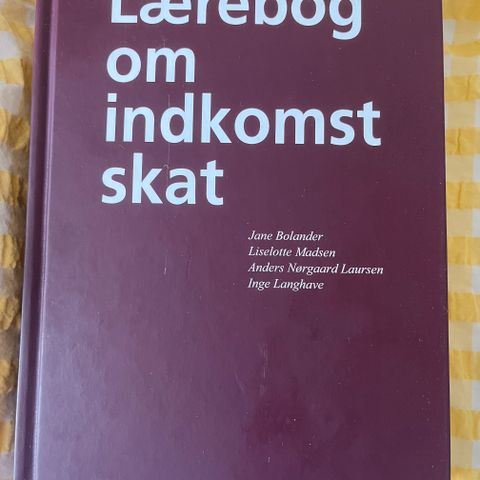 Lærebog
om
indkomst
skat
Jane Bolander
Liselotte Madsen
Anders Nørgaard Laursen
Inge Langhave